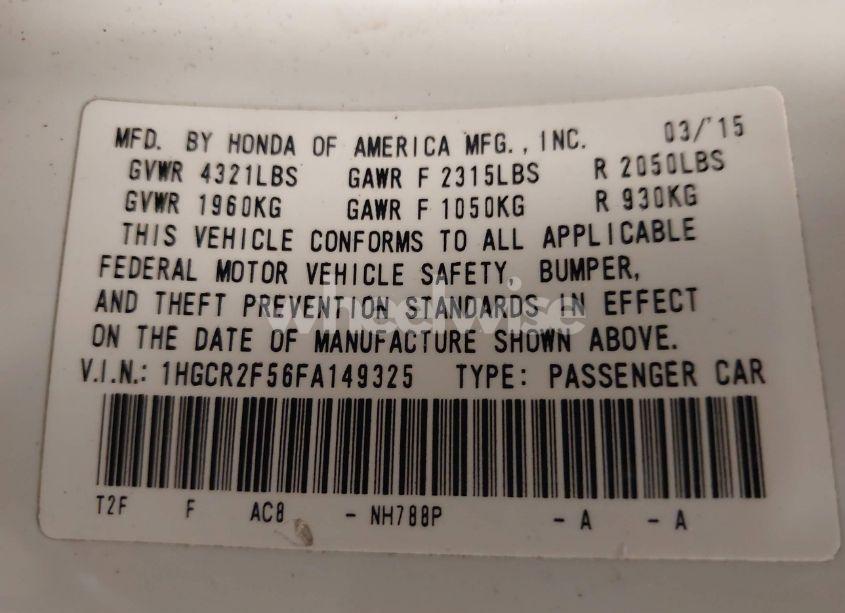 MFD. BY HONDA OF AMERICA MFG., INC. 03/'15
GVWR 4321LBS GAWR F 2315LBS R 2050LBS
GVWR 1960KG GAWR F 1050KG R 930KG
THIS VEHICLE CONFORMS TO ALL APPLICABLE
FEDERAL MOTOR VEHICLE SAFETY, BUMPER,
AND THEFT PREVENTION STANDARDS IN EFFECT
wheelwise
ON THE DATE OF MANUFACTURE SHOWN ABOVE.
V.I.N.: 1HGCR2F56FA149325 TYPE: PASSENGER CAR
T2F F AC8 - NH788P - A - A